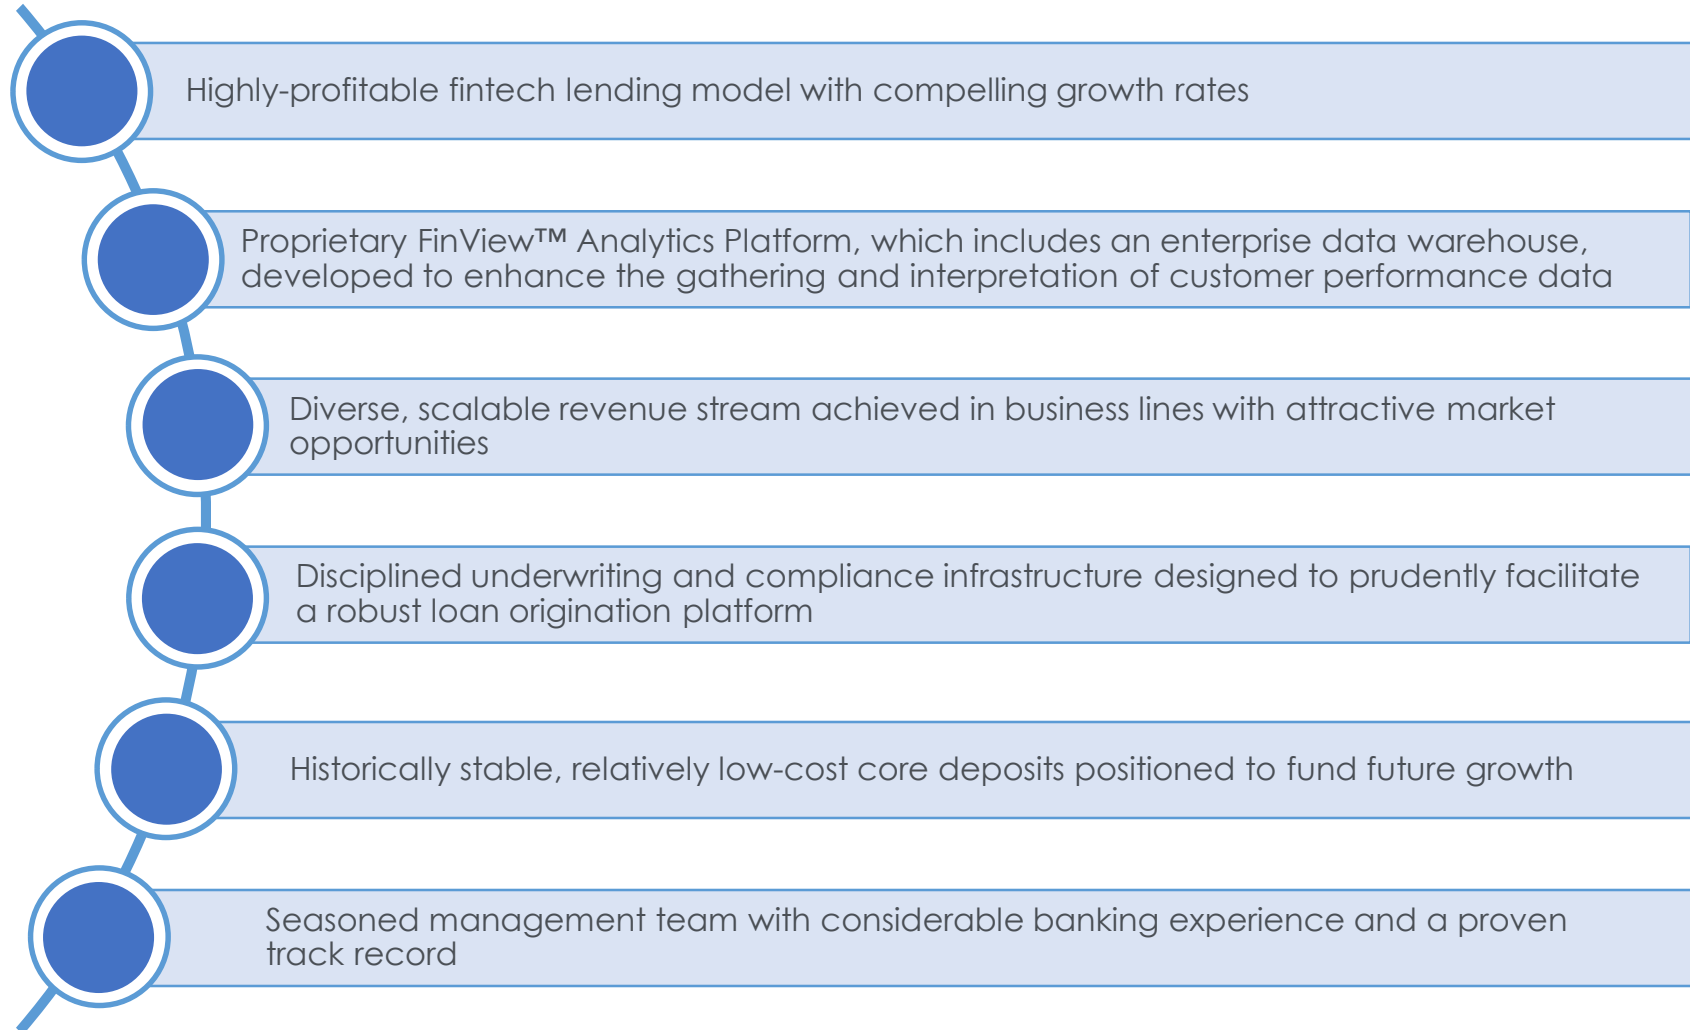 Highly-profitable fintech lending model with compelling growth rates
Proprietary FinView™ Analytics Platform, which includes an enterprise data warehouse,
developed to enhance the gathering and interpretation of customer performance data
Diverse, scalable revenue stream achieved in business lines with attractive market
opportunities
Disciplined underwriting and compliance infrastructure designed to prudently facilitate
a robust loan origination platform
Historically stable, relatively low-cost core deposits positioned to fund future growth
Seasoned management team with considerable banking experience and a proven
track record